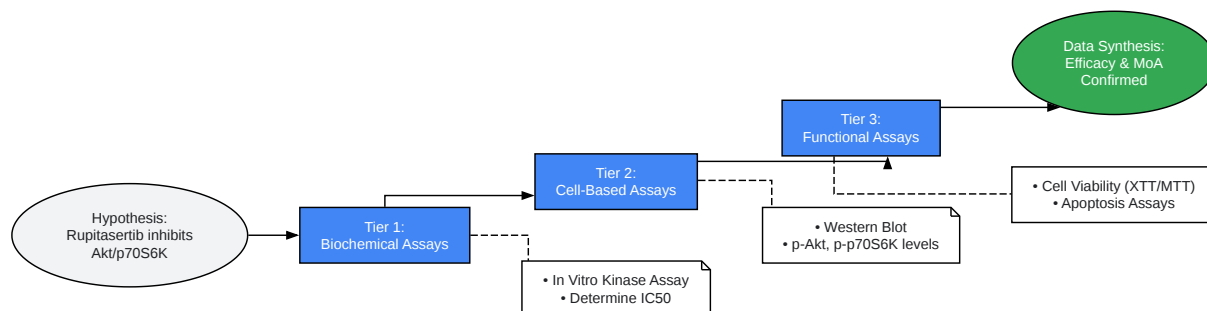 Hypothesis:
Rupitasertib inhibits
Akt/p70S6K
Tier 1:
Biochemical Assays
• In Vitro Kinase Assay
• Determine IC50
Tier 2:
Cell-Based Assays
• Western Blot
• p-Akt, p-p70S6K levels
Tier 3:
Functional Assays
• Cell Viability (XTT/MTT)
• Apoptosis Assays
Data Synthesis:
Efficacy & MoA
Confirmed